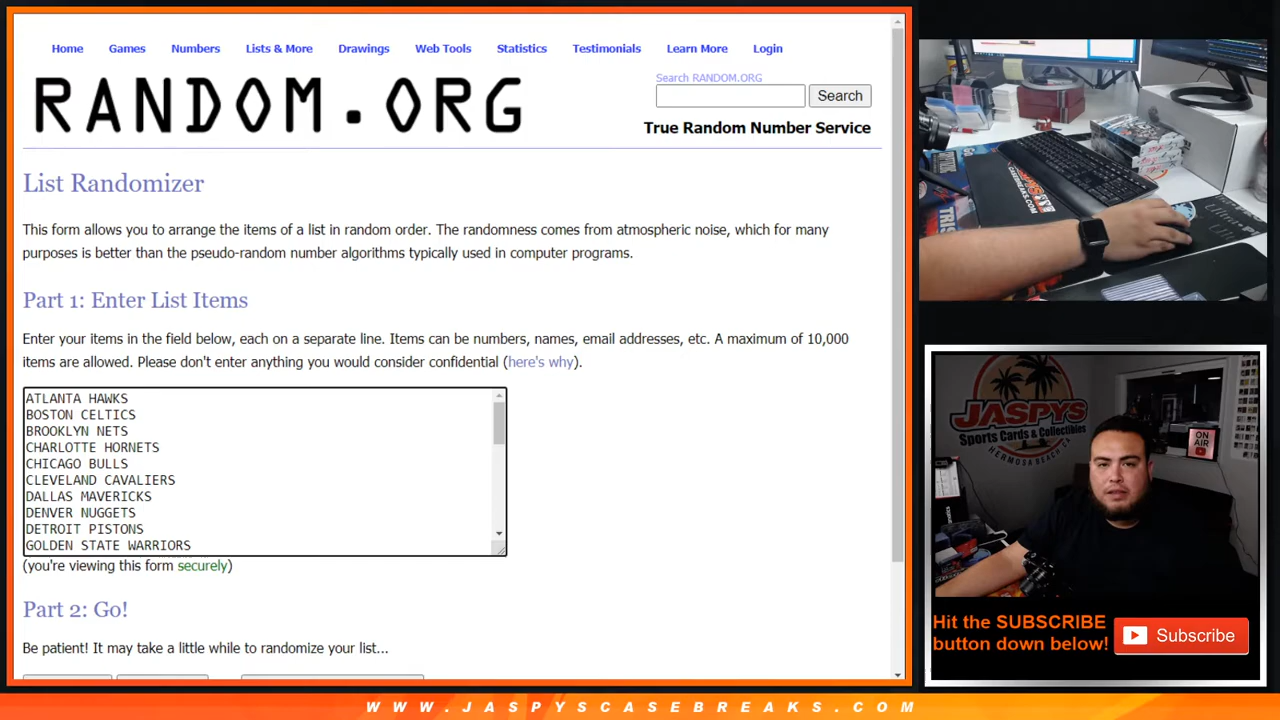 Home Games Numbers Lists & More Drawings Web Tools Statistics Testimonials Learn More Login
RANDOM.ORG
Search RANDOM.ORG
Search
True Random Number Service
List Randomizer
This form allows you to arrange the items of a list in random order. The randomness comes from atmospheric noise, which for many
purposes is better than the pseudo-random number algorithms typically used in computer programs.
Part 1: Enter List Items
Enter your items in the field below, each on a separate line. Items can be numbers, names, email addresses, etc. A maximum of 10,000
items are allowed. Please don't enter anything you would consider confidential (here's why).
ATLANTA HAWKS
BOSTON CELTICS
BROOKLYN NETS
CHARLOTTE HORNETS
CHICAGO BULLS
CLEVELAND CAVALIERS
DALLAS MAVERICKS
DENVER NUGGETS
DETROIT PISTONS
GOLDEN STATE WARRIORS
(you're viewing this form securely)
Part 2: Go!
Be patient! It may take a little while to randomize your list...
JASPYS
Sports Cards & Collectibles
HERMOSA BEACH CA
ON
AIR
Hit the SUBSCRIBE
button down below!
Subscribe
WWW.JASPYSCASEBREAKS.COM